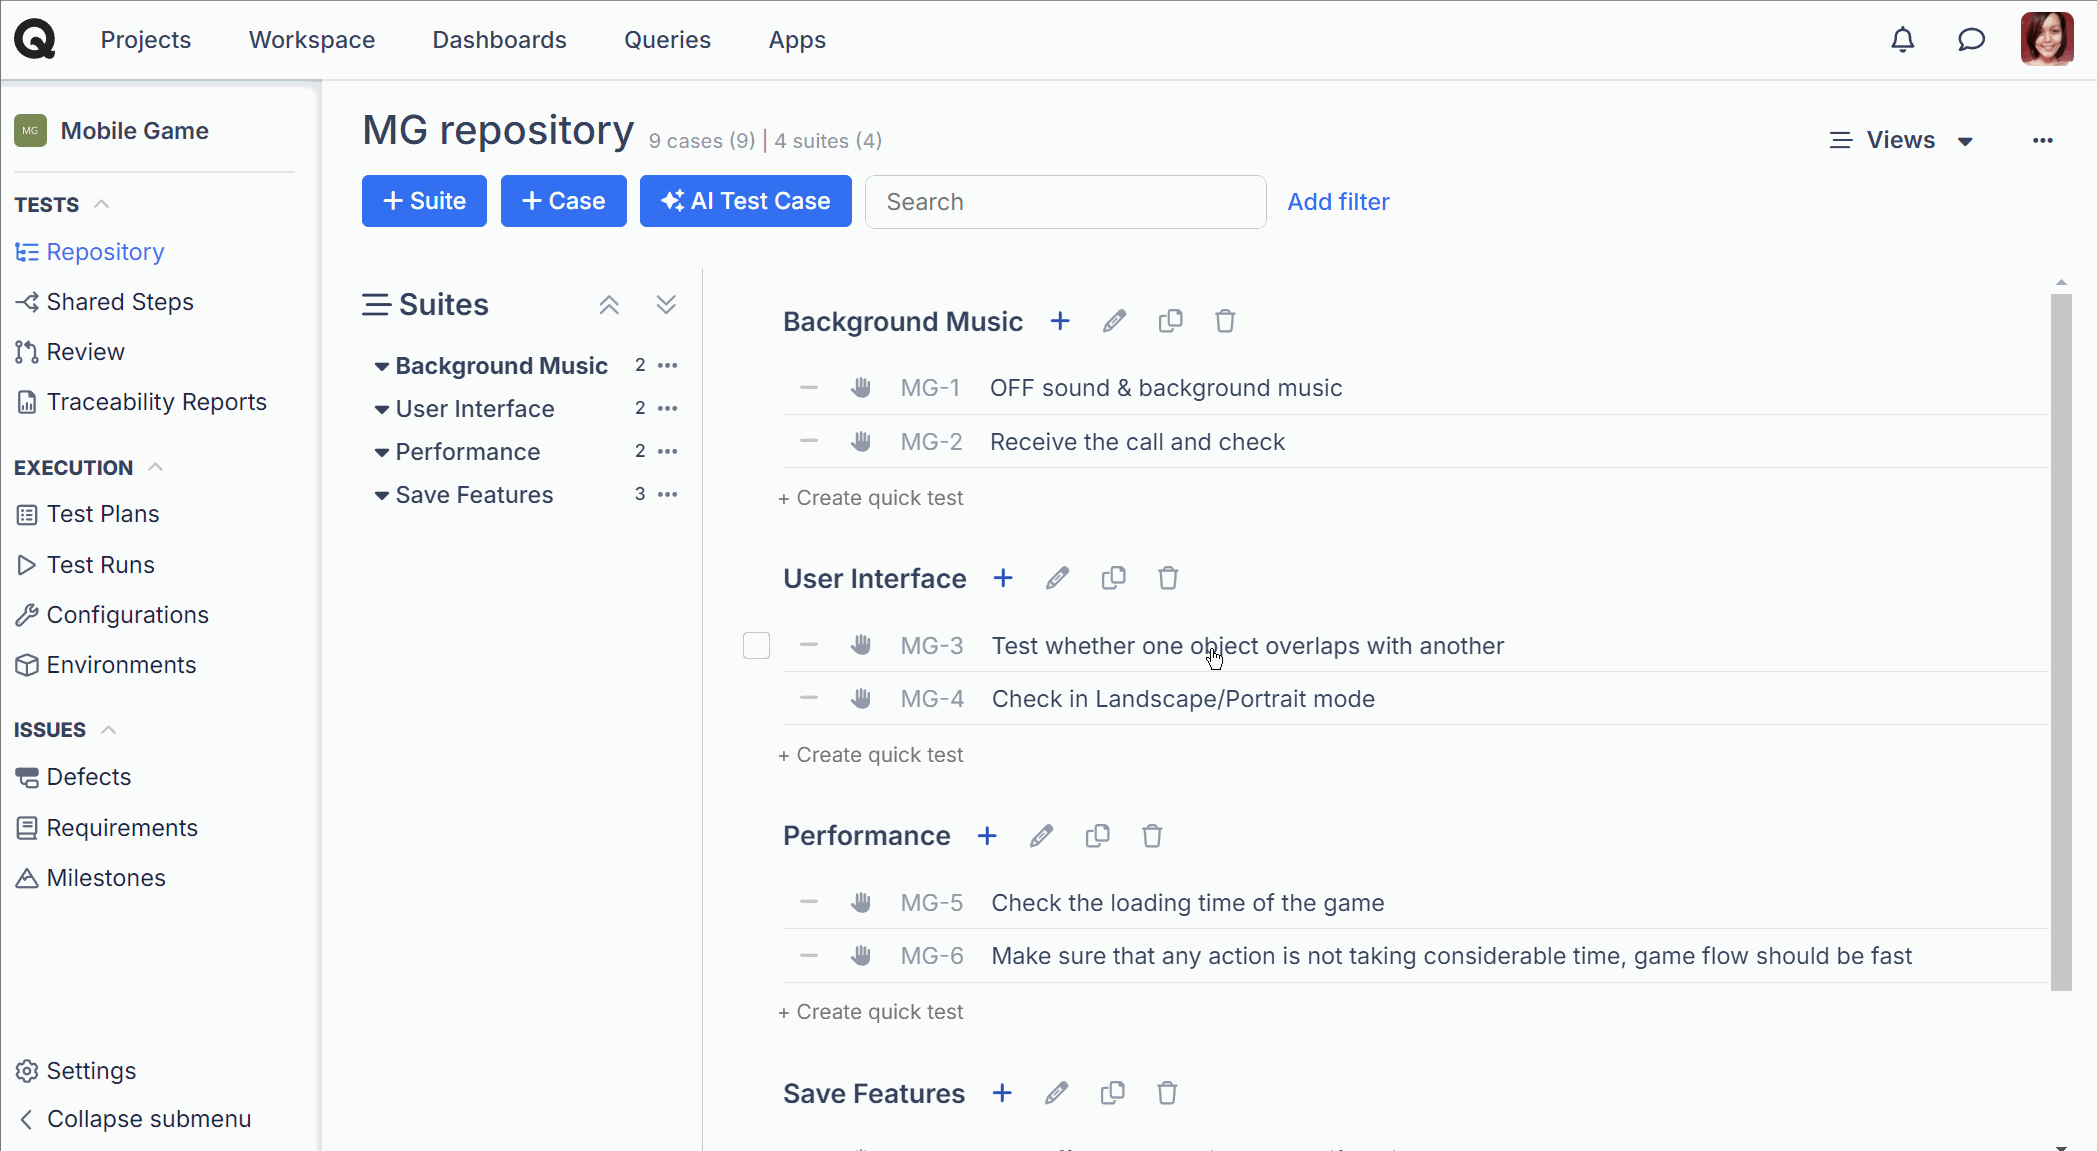 Projects Workspace Dashboards Queries Apps
MG Mobile Game
TESTS
Repository
Shared Steps
Review
Traceability Reports
EXECUTION
Test Plans
Test Runs
Configurations
Environments
ISSUES
Defects
Requirements
Milestones
Settings
Collapse submenu
MG repository 9 cases (9) | 4 suites (4)
Views
+ Suite + Case AI Test Case Search Add filter
Suites
Background Music 2
User Interface 2
Performance 2
Save Features 3
Background Music
MG-1 OFF sound & background music
MG-2 Receive the call and check
+ Create quick test
User Interface
MG-3 Test whether one object overlaps with another
MG-4 Check in Landscape/Portrait mode
+ Create quick test
Performance
MG-5 Check the loading time of the game
MG-6 Make sure that any action is not taking considerable time, game flow should be fast
+ Create quick test
Save Features